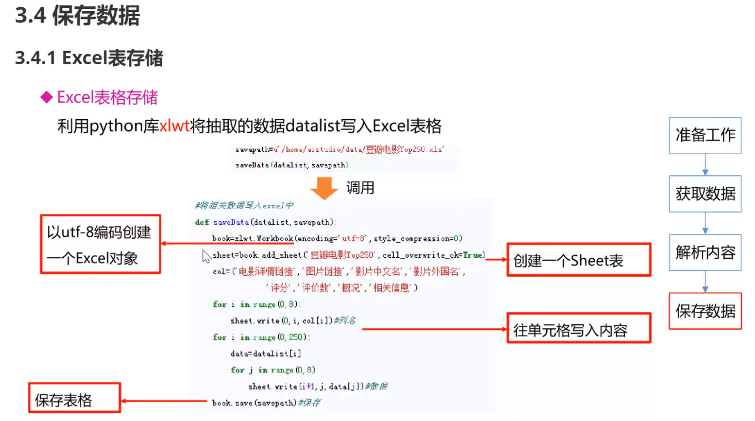 3.4 保存数据
3.4.1 Excel表存储
Excel表格存储
利用python库xlwt将抽取的数据datalist写入Excel表格
savepath=u'/home/aistudio/data/豆瓣电影Top250.xls'
saveData(datalist,savepath)
调用
#将相关数据写入excel中
def saveData(datalist,savepath):
book=xlwt.Workbook(encoding='utf-8',style_compression=0)
sheet=book.add_sheet('豆瓣电影Top250',cell_overwrite_ok=True)
col=('电影详情链接','图片链接','影片中文名','影片外国名',
'评分','评价数','概况','相关信息')
for i in range(0,8):
sheet.write(0,i,col[i])#列名
for i in range(0,250):
data=datalist[i]
for j in range(0,8):
sheet.write(i+1,j,data[j])#数据
book.save(savepath)#保存
以utf-8编码创建
一个Excel对象
创建一个Sheet表
往单元格写入内容
保存表格
准备工作
获取数据
解析内容
保存数据